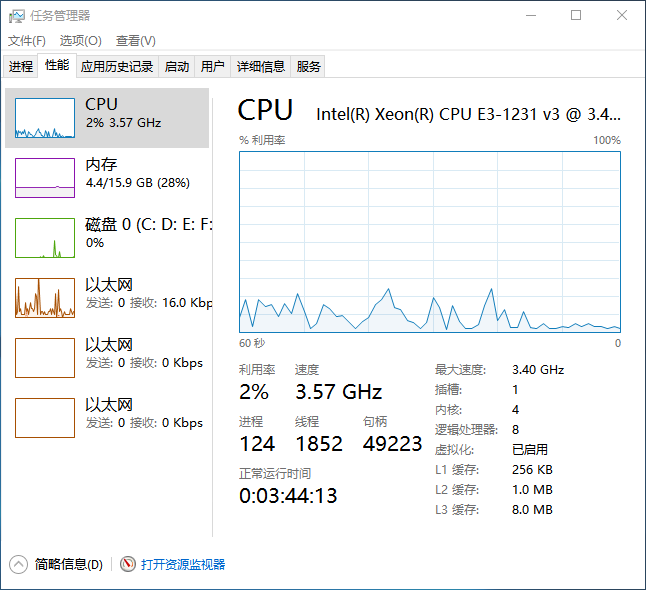 任务管理器
文件(F) 选项(O) 查看(V)
进程 性能 应用历史记录 启动 用户 详细信息 服务
CPU
2% 3.57 GHz
内存
4.4/15.9 GB (28%)
磁盘 0 (C: D: E: F:
0%
以太网
发送: 0 接收: 16.0 Kbp
以太网
发送: 0 接收: 0 Kbps
以太网
发送: 0 接收: 0 Kbps
CPU Intel(R) Xeon(R) CPU E3-1231 v3 @ 3.4...
% 利用率 100%
60 秒 0
利用率 速度
2% 3.57 GHz
进程 线程 句柄
124 1852 49223
正常运行时间
0:03:44:13
最大速度: 3.40 GHz
插槽: 1
内核: 4
逻辑处理器: 8
虚拟化: 已启用
L1 缓存: 256 KB
L2 缓存: 1.0 MB
L3 缓存: 8.0 MB
简略信息(D) 打开资源监视器